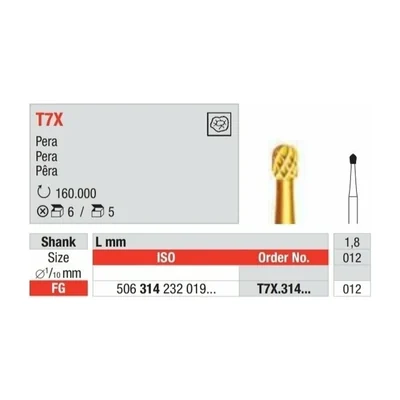 T7X
Pera
Pera
Pêra
160.000
6 / 5
Shank L mm 1,8
Size ISO Order No. 012
∅ 1/10 mm
FG 506 314 232 019... T7X.314... 012